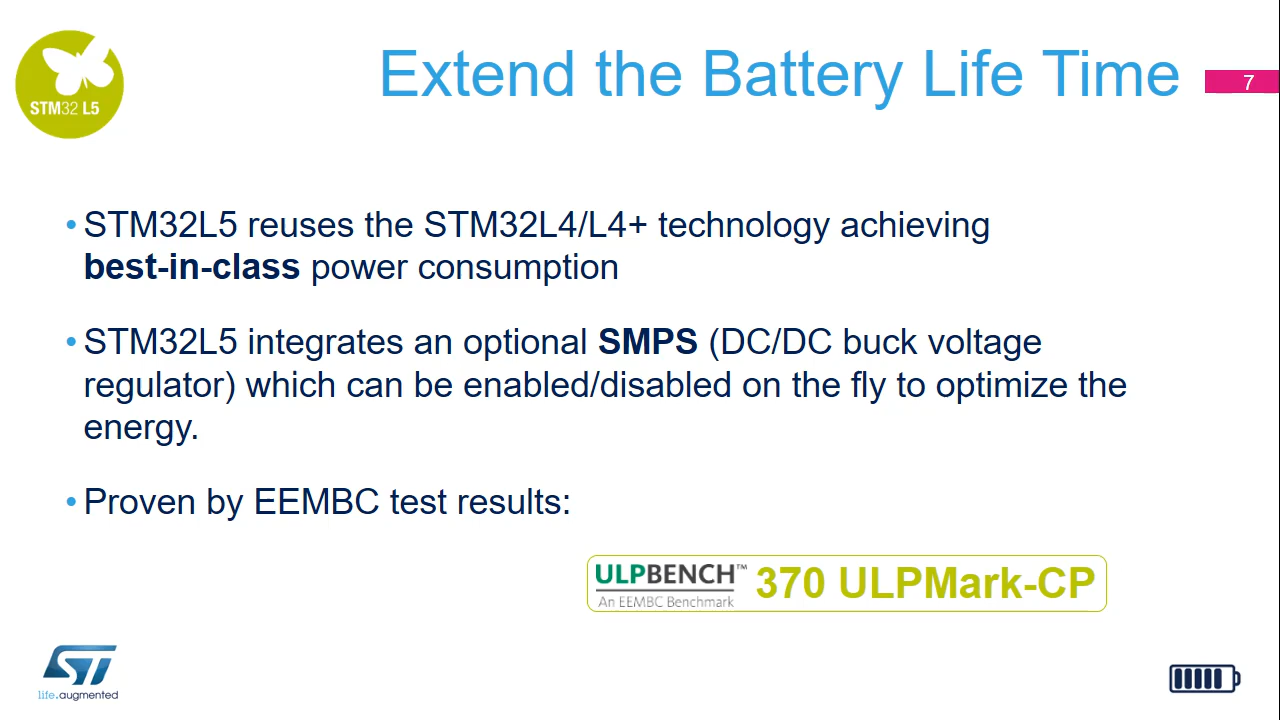 STM32 L5
Extend the Battery Life Time
7
• STM32L5 reuses the STM32L4/L4+ technology achieving
best-in-class power consumption
• STM32L5 integrates an optional SMPS (DC/DC buck voltage
regulator) which can be enabled/disabled on the fly to optimize the
energy.
• Proven by EEMBC test results:
ULPBENCH™ 370 ULPMark-CP
An EEMBC Benchmark
ST
life.augmented